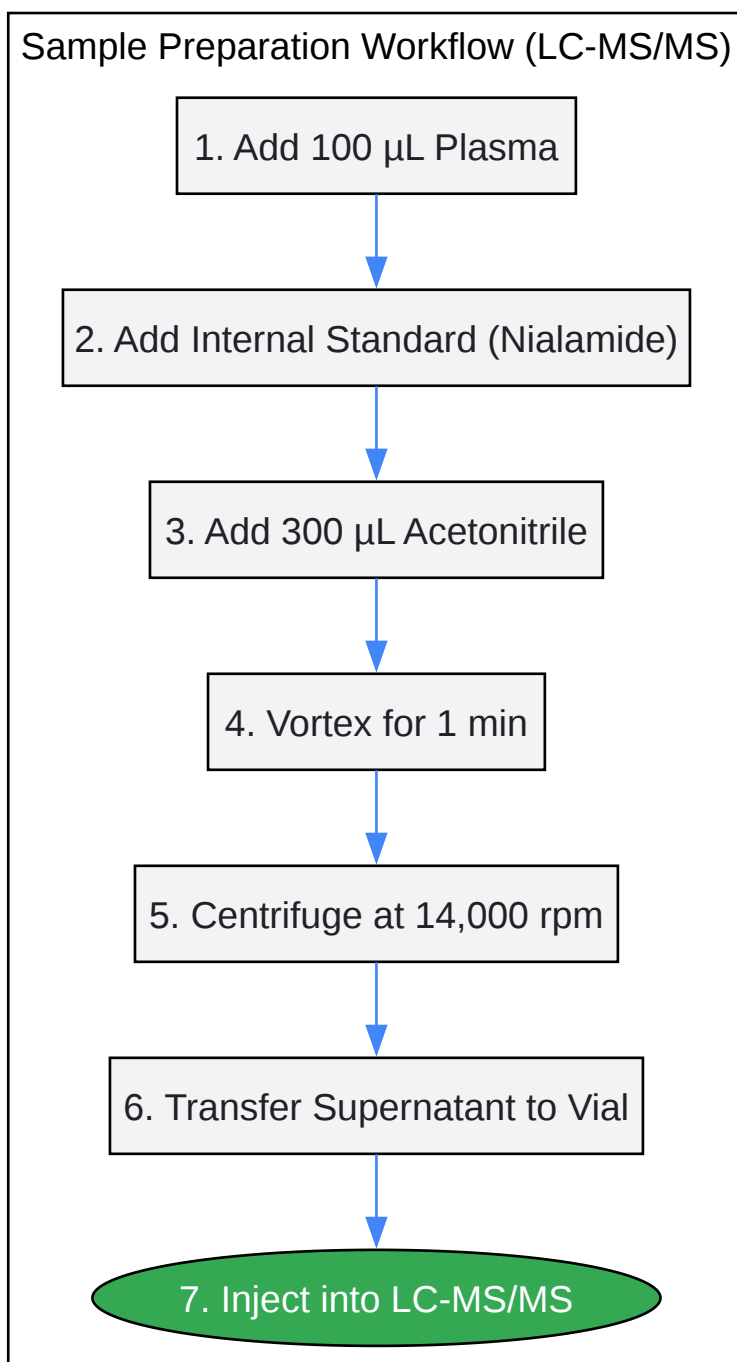 Sample Preparation Workflow (LC-MS/MS)
1. Add 100 µL Plasma
2. Add Internal Standard (Nialamide)
3. Add 300 µL Acetonitrile
4. Vortex for 1 min
5. Centrifuge at 14,000 rpm
6. Transfer Supernatant to Vial
7. Inject into LC-MS/MS